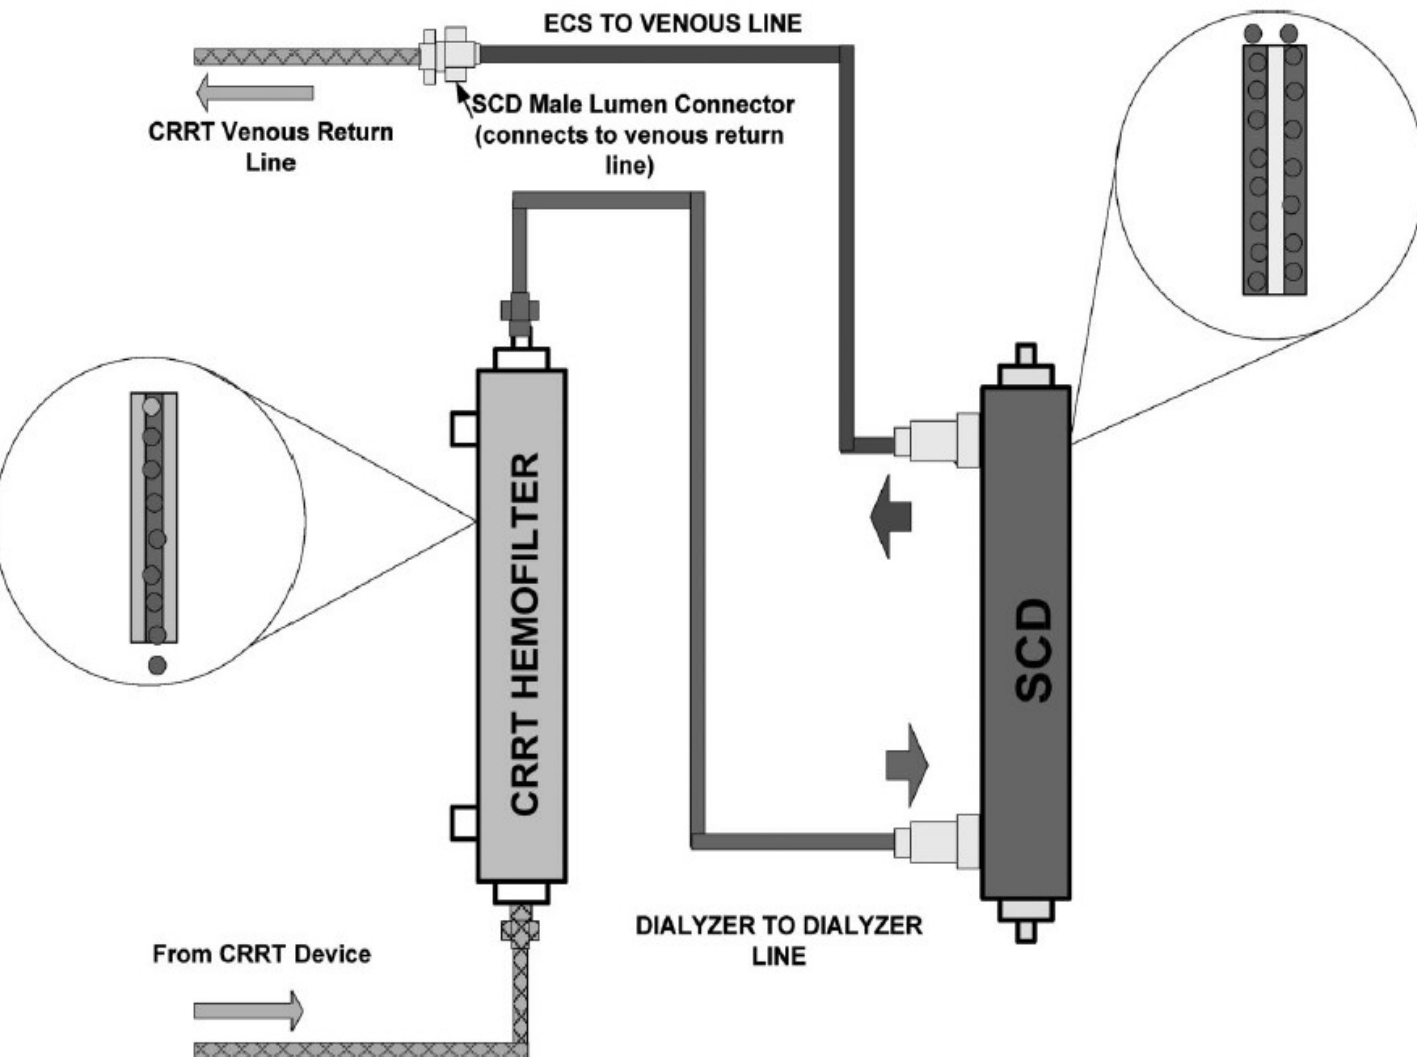 ECS TO VENOUS LINE
SCD Male Lumen Connector
(connects to venous return
line)
CRRT Venous Return
Line
CRRT HEMOFILTER
SCD
DIALYZER TO DIALYZER
LINE
From CRRT Device